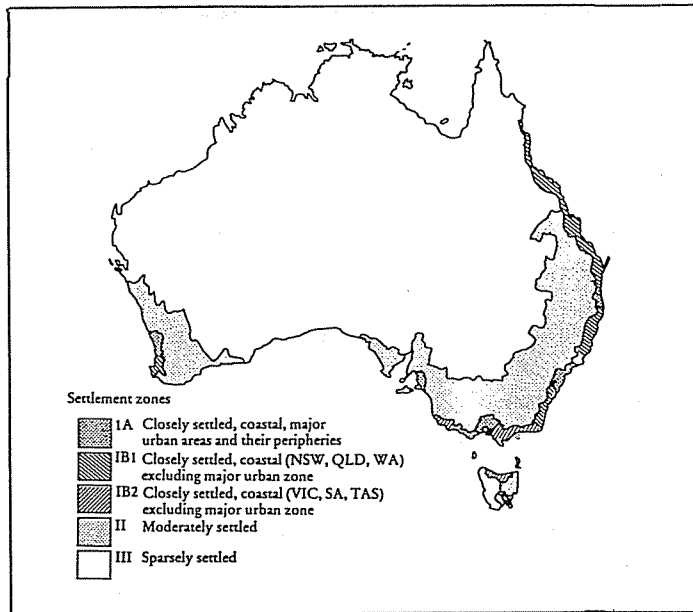 Settlement zones
1A Closely settled, coastal, major
urban areas and their peripheries
IB1 Closely settled, coastal (NSW, QLD, WA)
excluding major urban zone
IB2 Closely settled, coastal (VIC, SA, TAS)
excluding major urban zone
II Moderately settled
III Sparsely settled